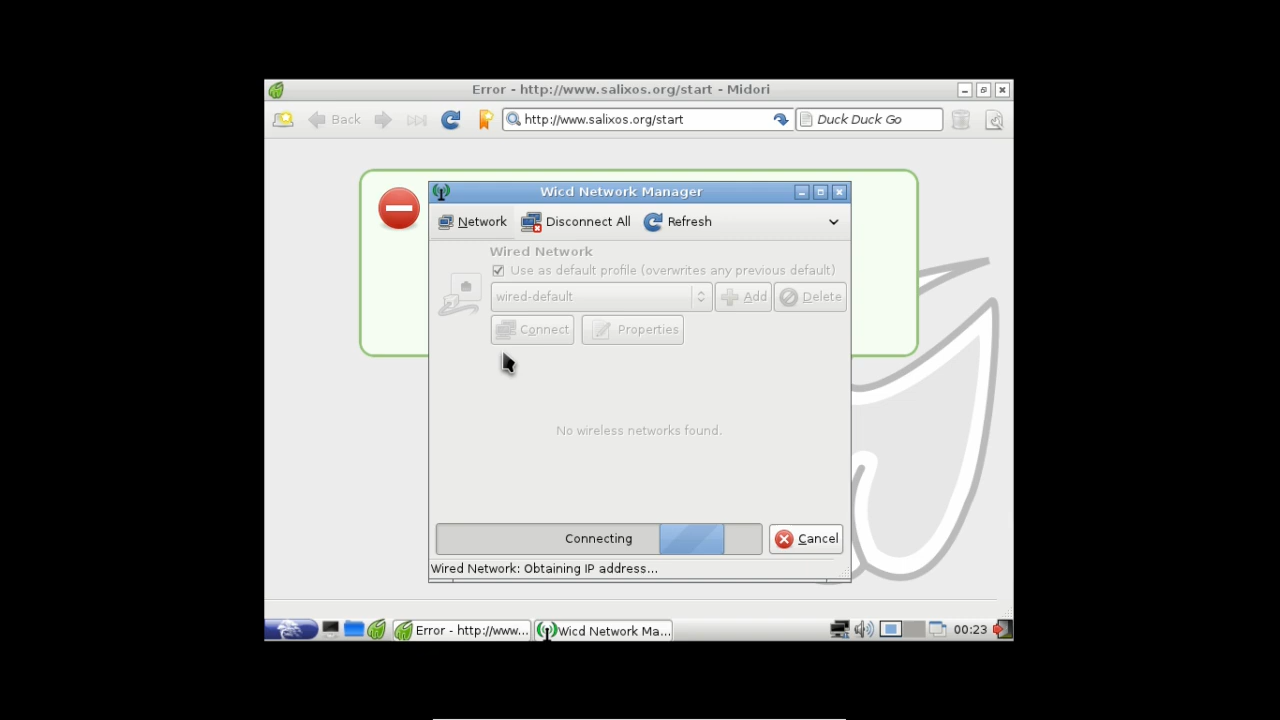 Error - http://www.salixos.org/start - Midori
Back
http://www.salixos.org/start
Duck Duck Go
Wicd Network Manager
Network
Disconnect All
Refresh
Wired Network
Use as default profile (overwrites any previous default)
wired-default
Add
Delete
Connect
Properties
No wireless networks found.
Connecting
Cancel
Wired Network: Obtaining IP address...
Error - http://www...
Wicd Network Ma...
00:23